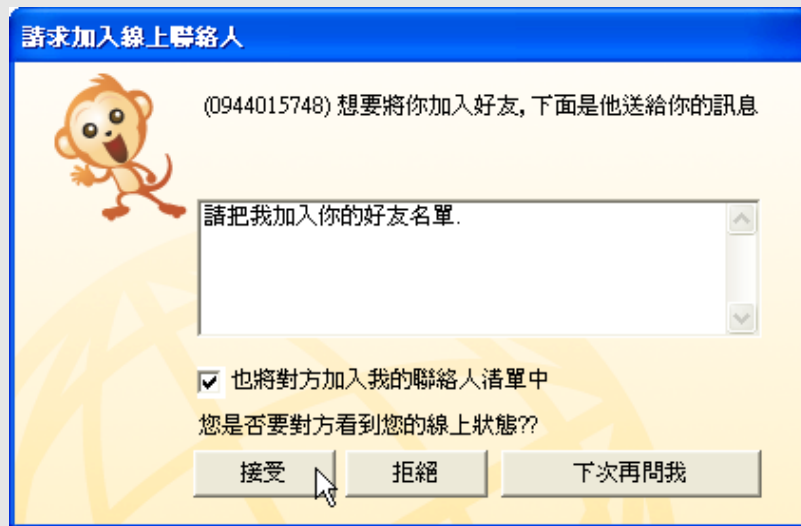 請求加入線上聯絡人
(0944015748) 想要將你加入好友, 下面是他送給你的訊息
請把我加入你的好友名單.
也將對方加入我的聯絡人清單中
您是否要對方看到您的線上狀態??
接受 拒絕 下次再問我